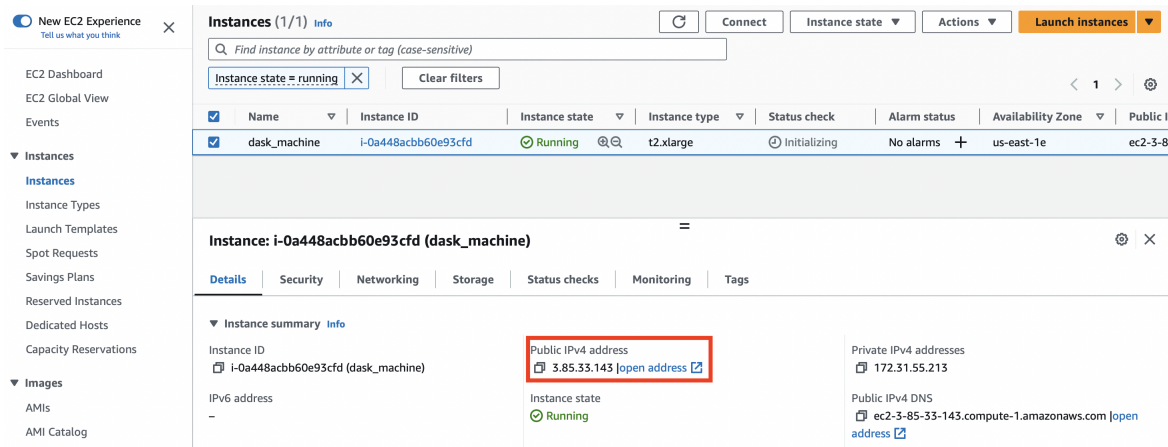 New EC2 Experience
Tell us what you think
EC2 Dashboard
EC2 Global View
Events
Instances
Instances
Instance Types
Launch Templates
Spot Requests
Savings Plans
Reserved Instances
Dedicated Hosts
Capacity Reservations
Images
AMIs
AMI Catalog
Instances (1/1) Info
Connect
Instance state
Actions
Launch instances
Find instance by attribute or tag (case-sensitive)
Instance state = running
Clear filters
1
Name Instance ID Instance state Instance type Status check Alarm status Availability Zone Public I
dask_machine i-0a448acbb60e93cfd Running t2.xlarge Initializing No alarms + us-east-1e ec2-3-85
Instance: i-0a448acbb60e93cfd (dask_machine)
Details Security Networking Storage Status checks Monitoring Tags
Instance summary Info
Instance ID
i-0a448acbb60e93cfd (dask_machine)
Public IPv4 address
3.85.33.143 |open address
Private IPv4 addresses
172.31.55.213
IPv6 address
–
Instance state
Running
Public IPv4 DNS
ec2-3-85-33-143.compute-1.amazonaws.com |open
address